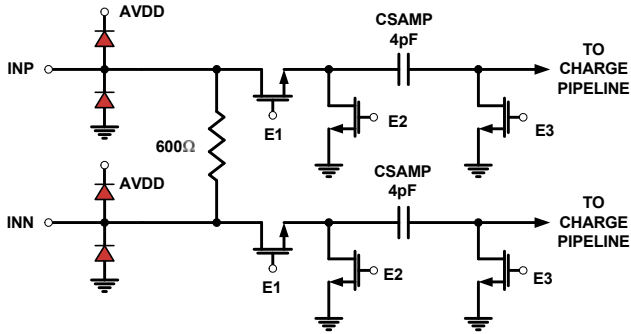 AVDD
CSAMP
4pF
TO
CHARGE
PIPELINE
INP
E1
E2
E3
600Ω
CSAMP
4pF
AVDD
TO
CHARGE
PIPELINE
INN
E1
E2
E3